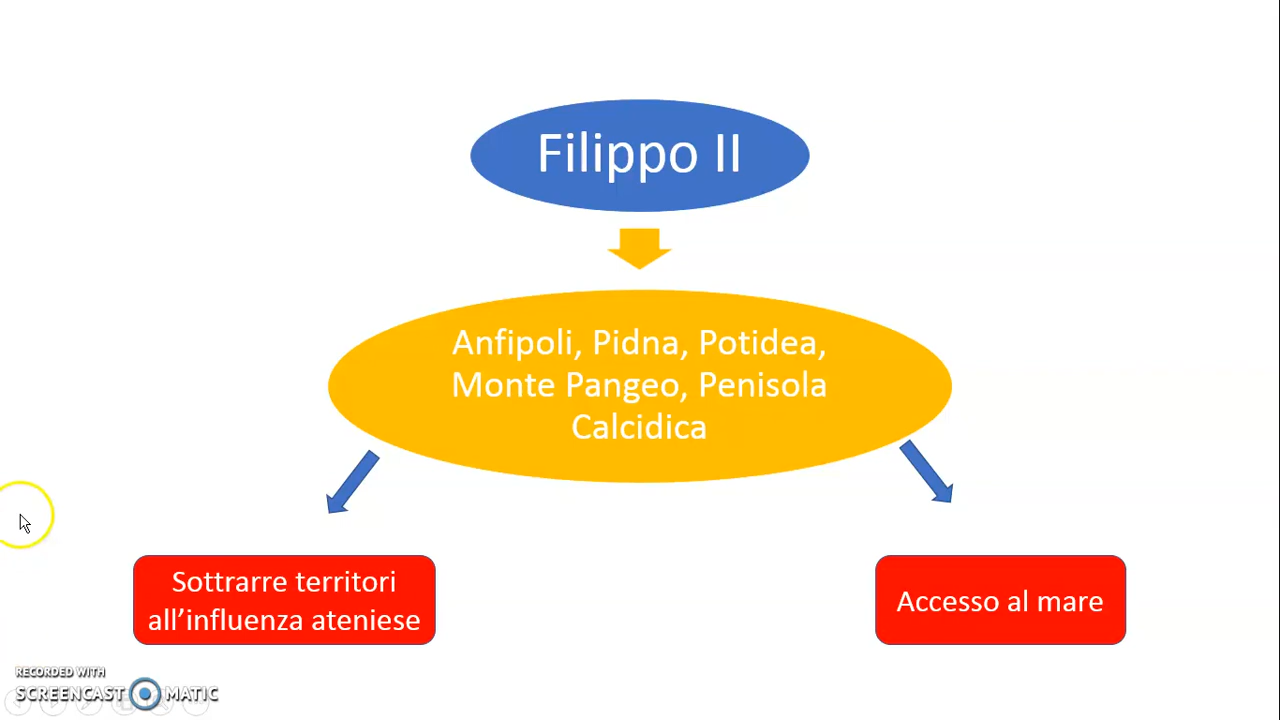 Filippo II
Anfipoli, Pidna, Potidea,
Monte Pangeo, Penisola
Calcidica
Sottrarre territori
all’influenza ateniese
Accesso al mare
RECORDED WITH
SCREENCAST MATIC